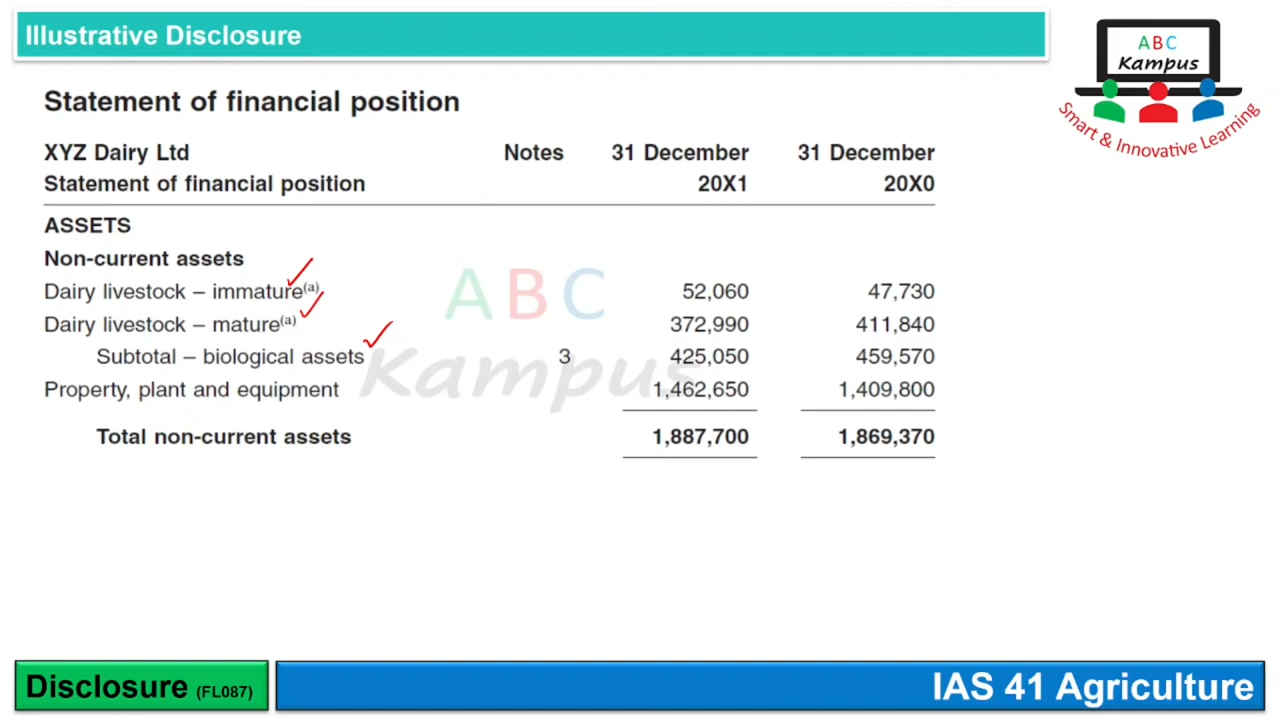 Illustrative Disclosure
ABC
Kampus
Smart & Innovative Learning
Statement of financial position
XYZ Dairy Ltd Notes 31 December 31 December
Statement of financial position 20X1 20X0
ASSETS
Non-current assets
Dairy livestock – immature(a) 52,060 47,730
Dairy livestock – mature(a) 372,990 411,840
Subtotal – biological assets 3 425,050 459,570
Property, plant and equipment 1,462,650 1,409,800
Total non-current assets 1,887,700 1,869,370
ABC
Kampus
Disclosure (FL087) IAS 41 Agriculture